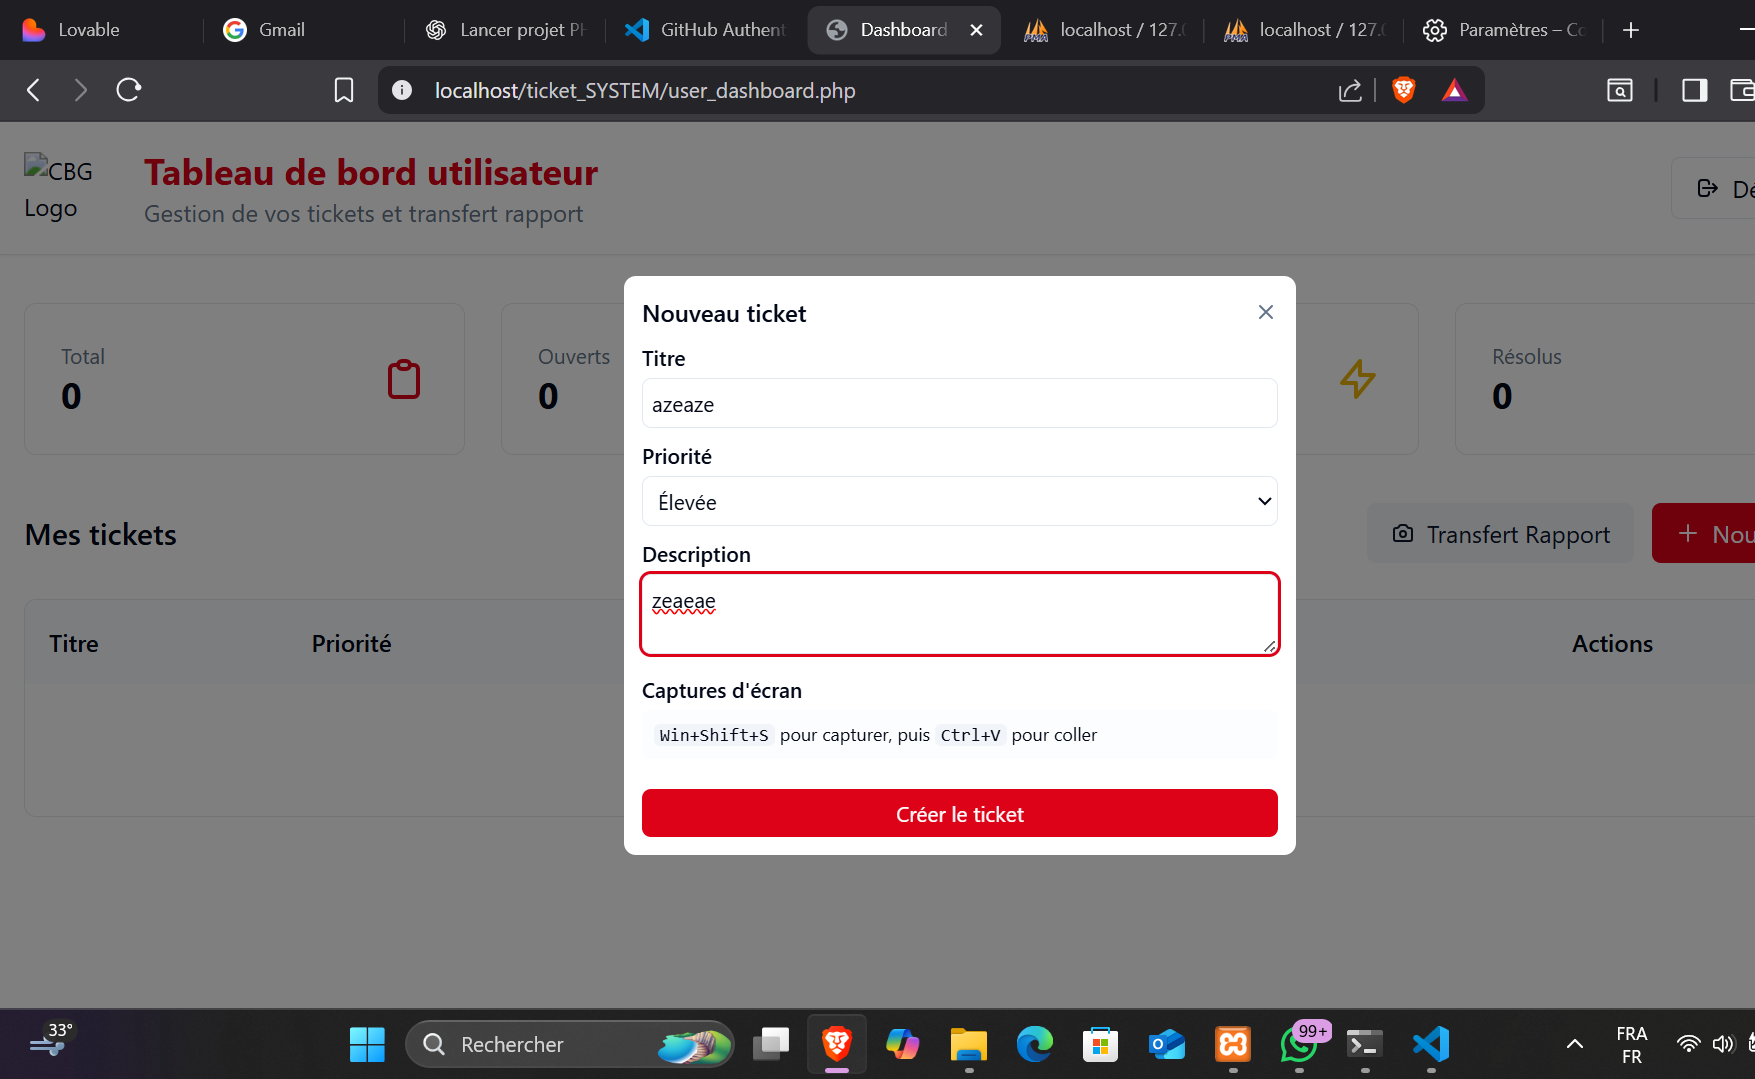 Lovable
Gmail
Lancer projet PH
GitHub Authent
Dashboard
localhost / 127.0
localhost / 127.0
Paramètres – Co
localhost/ticket_SYSTEM/user_dashboard.php
CBG Logo
Tableau de bord utilisateur
Gestion de vos tickets et transfert rapport
Dé
Total
0
Ouverts
0
Résolus
0
Nouveau ticket
Titre
azeaze
Priorité
Élevée
Description
zeaeae
Captures d'écran
Win+Shift+S pour capturer, puis Ctrl+V pour coller
Créer le ticket
Mes tickets
Transfert Rapport
Nou
Titre
Priorité
Actions
33°
Rechercher
99+
FRA
FR